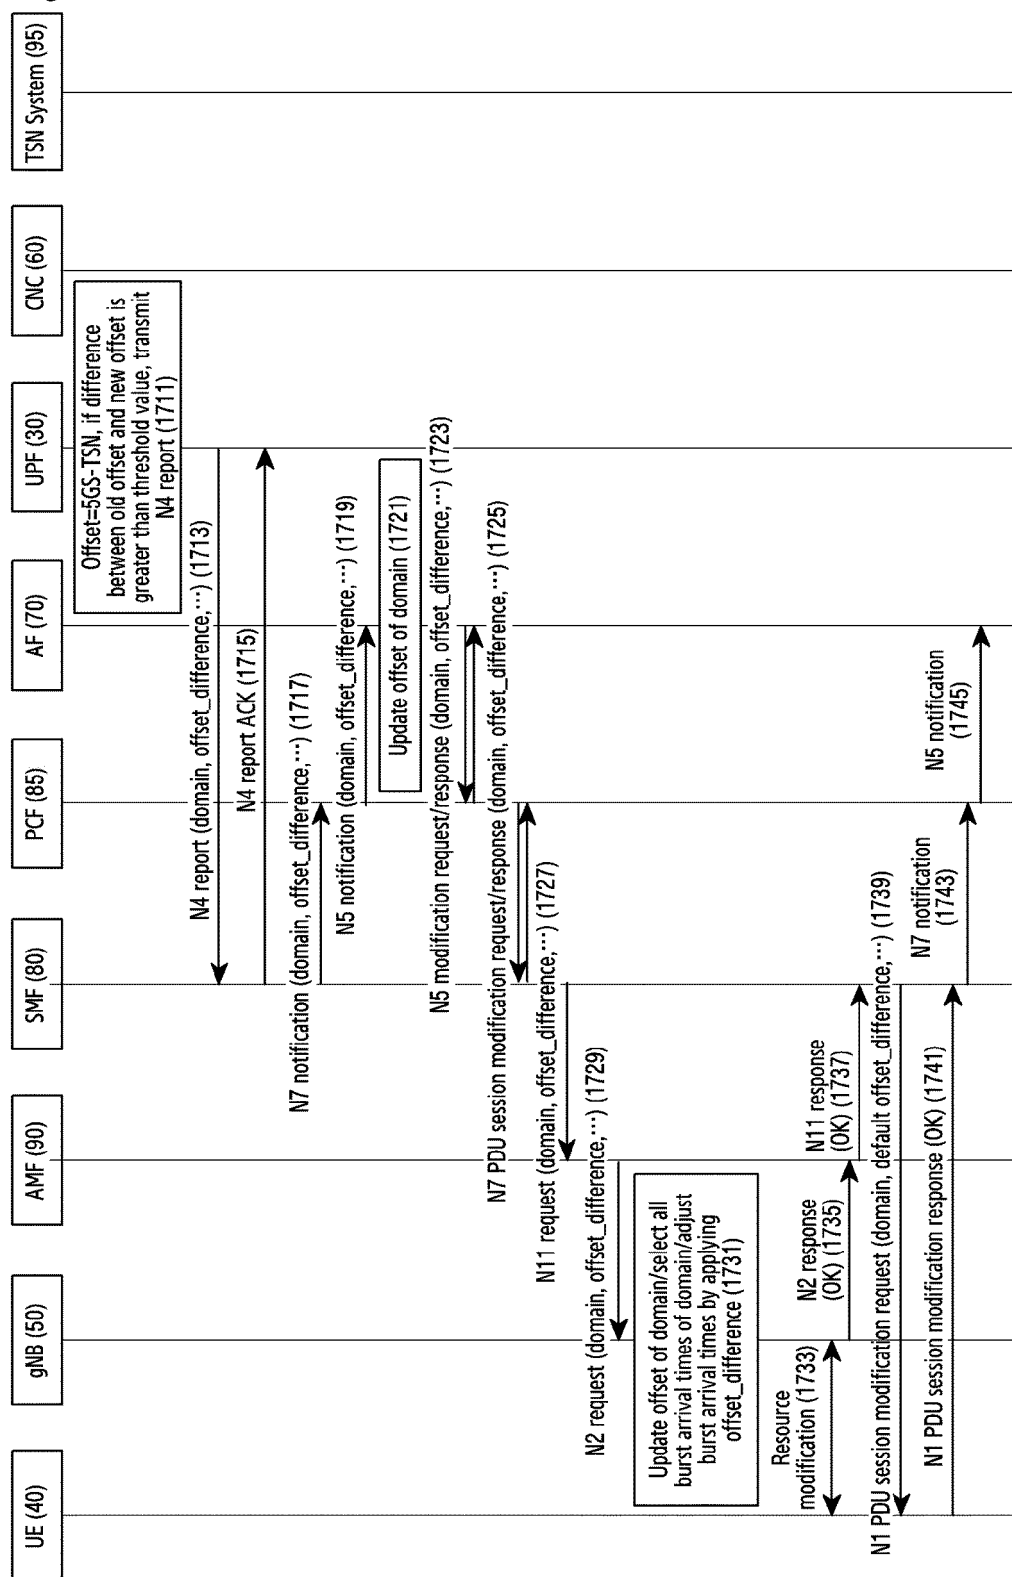 UE (40)
gNB (50)
AMF (90)
SMF (80)
PCF (85)
AF (70)
UPF (30)
CNC (60)
TSN System (95)
Offset=5GS-TSN, if difference
between old offset and new offset is
greater than threshold value, transmit
N4 report (1711)
N4 report (domain, offset_difference,···) (1713)
N4 report ACK (1715)
N7 notification (domain, offset_difference,···) (1717)
N5 notification (domain, offset_difference,···) (1719)
Update offset of domain (1721)
N5 modification request/response (domain, offset_difference,···) (1723)
N7 PDU session modification request/response (domain, offset_difference,···) (1725)
N11 request (domain, offset_difference,···) (1727)
N2 request (domain, offset_difference,···) (1729)
Update offset of domain/select all
burst arrival times of domain/adjust
burst arrival times by applying
offset_difference (1731)
Resource
modification (1733)
N2 response
(OK) (1735)
N11 response
(OK) (1737)
N1 PDU session modification request (domain, default offset_difference,···) (1739)
N1 PDU session modification response (OK) (1741)
N7 notification
(1743)
N5 notification
(1745)